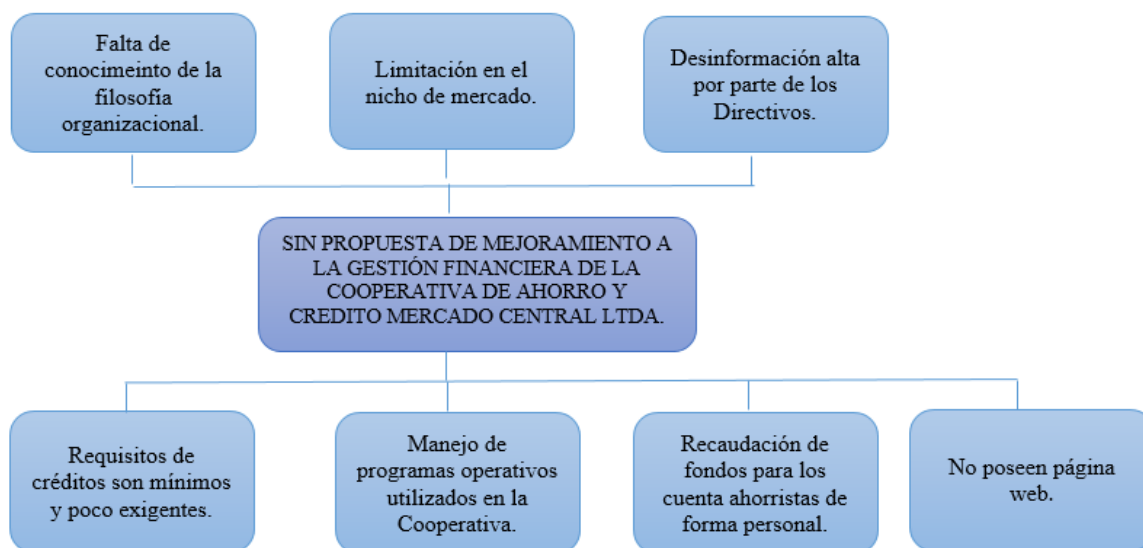 Falta de
conocimeinto de la
filosofía
organizacional.
Limitación en el
nicho de mercado.
Desinformación alta
por parte de los
Directivos.
SIN PROPUESTA DE MEJORAMIENTO A
LA GESTIÓN FINANCIERA DE LA
COOPERATIVA DE AHORRO Y
CREDITO MERCADO CENTRAL LTDA.
Requisitos de
créditos son mínimos
y poco exigentes.
Manejo de
programas operativos
utilizados en la
Cooperativa.
Recaudación de
fondos para los
cuenta ahorristas de
forma personal.
No poseen página
web.